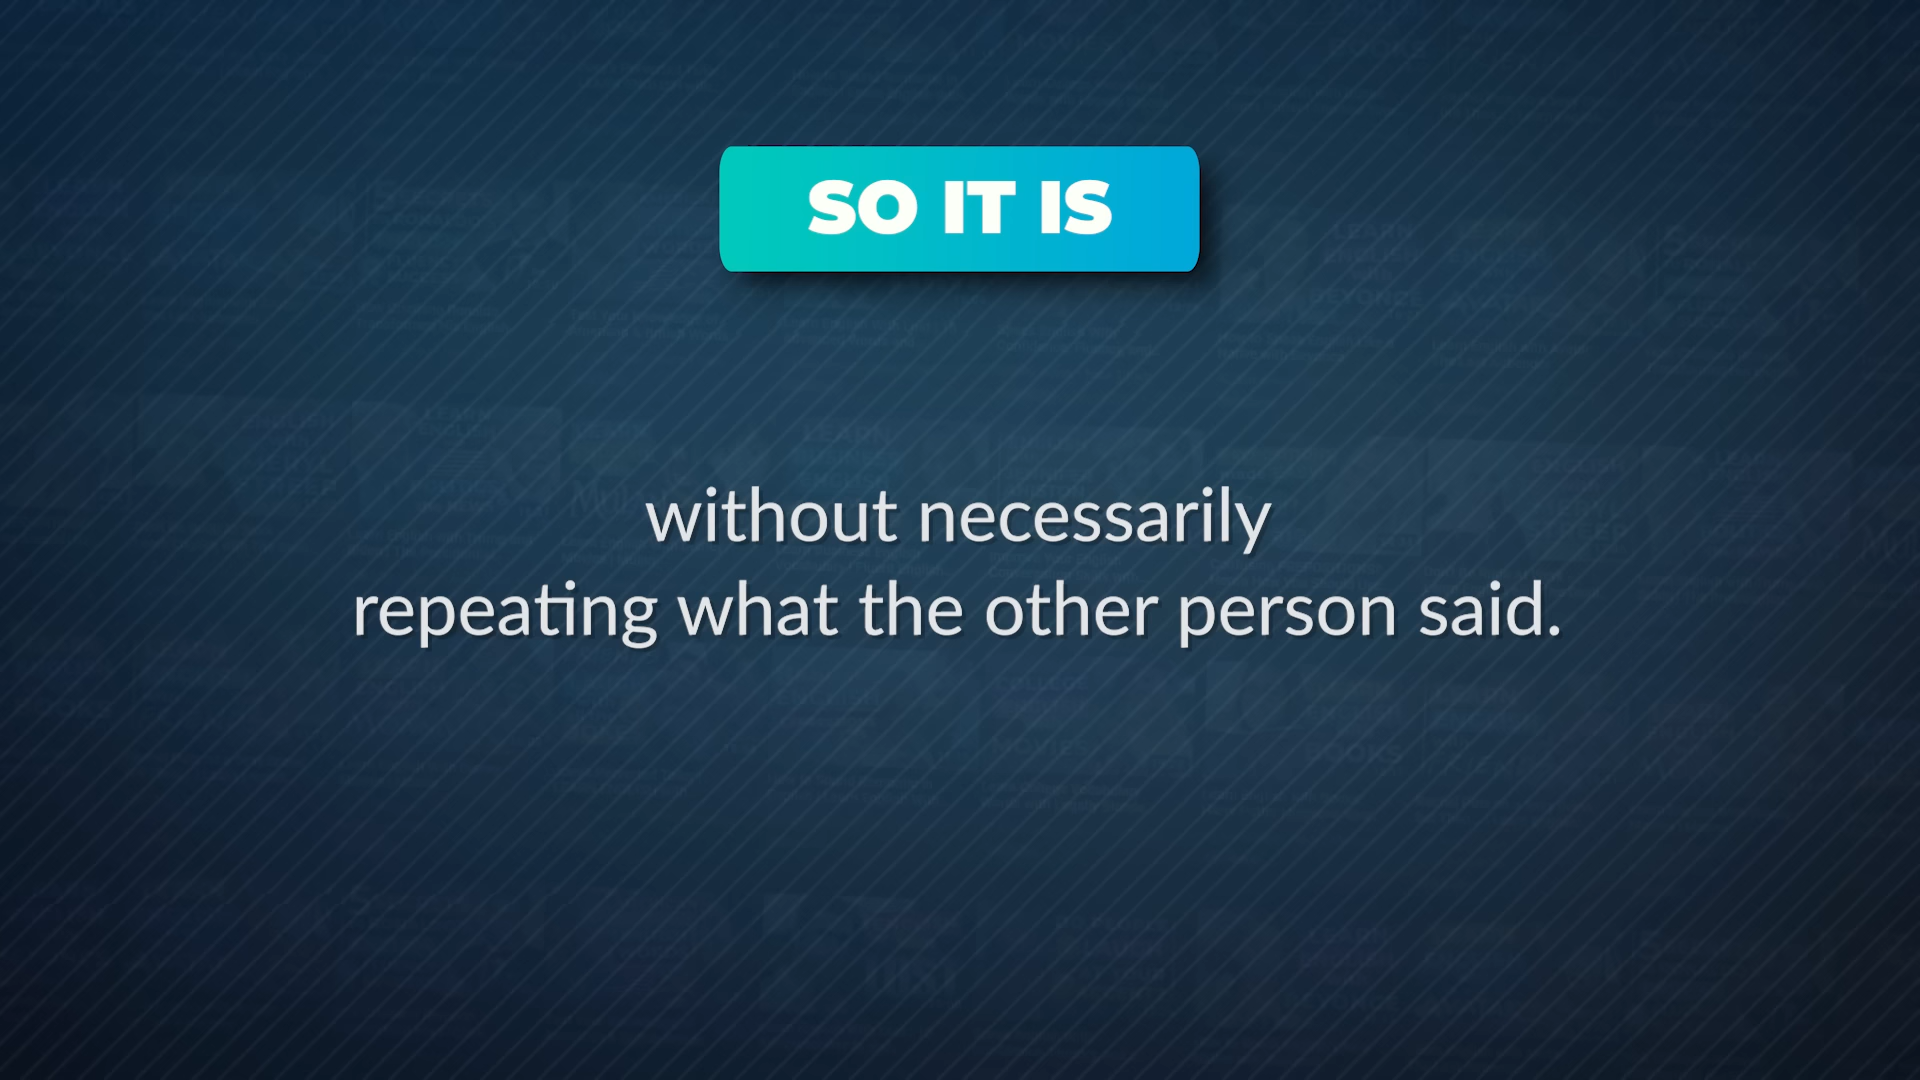 SO IT IS
without necessarily
repeating what the other person said.